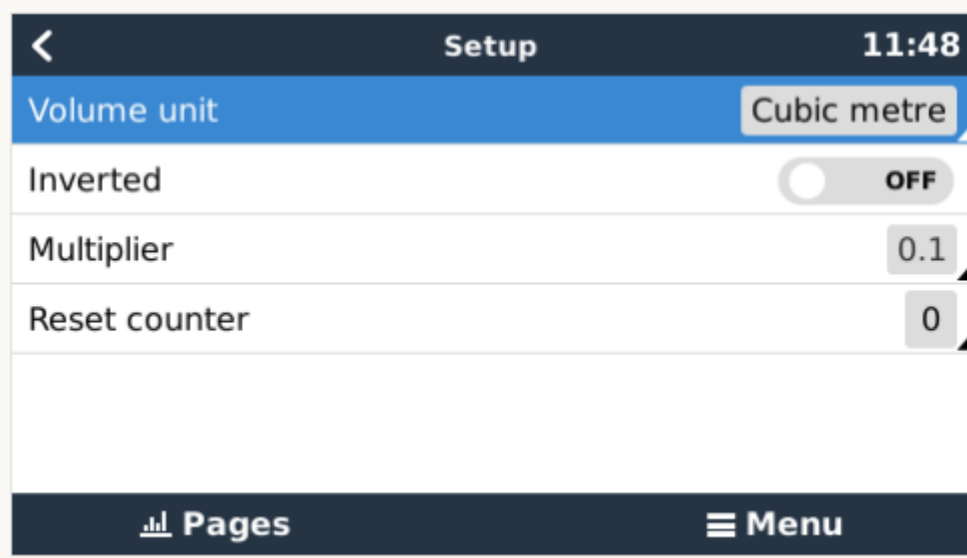 Setup 11:48
Volume unit Cubic metre
Inverted OFF
Multiplier 0.1
Reset counter 0
Pages Menu